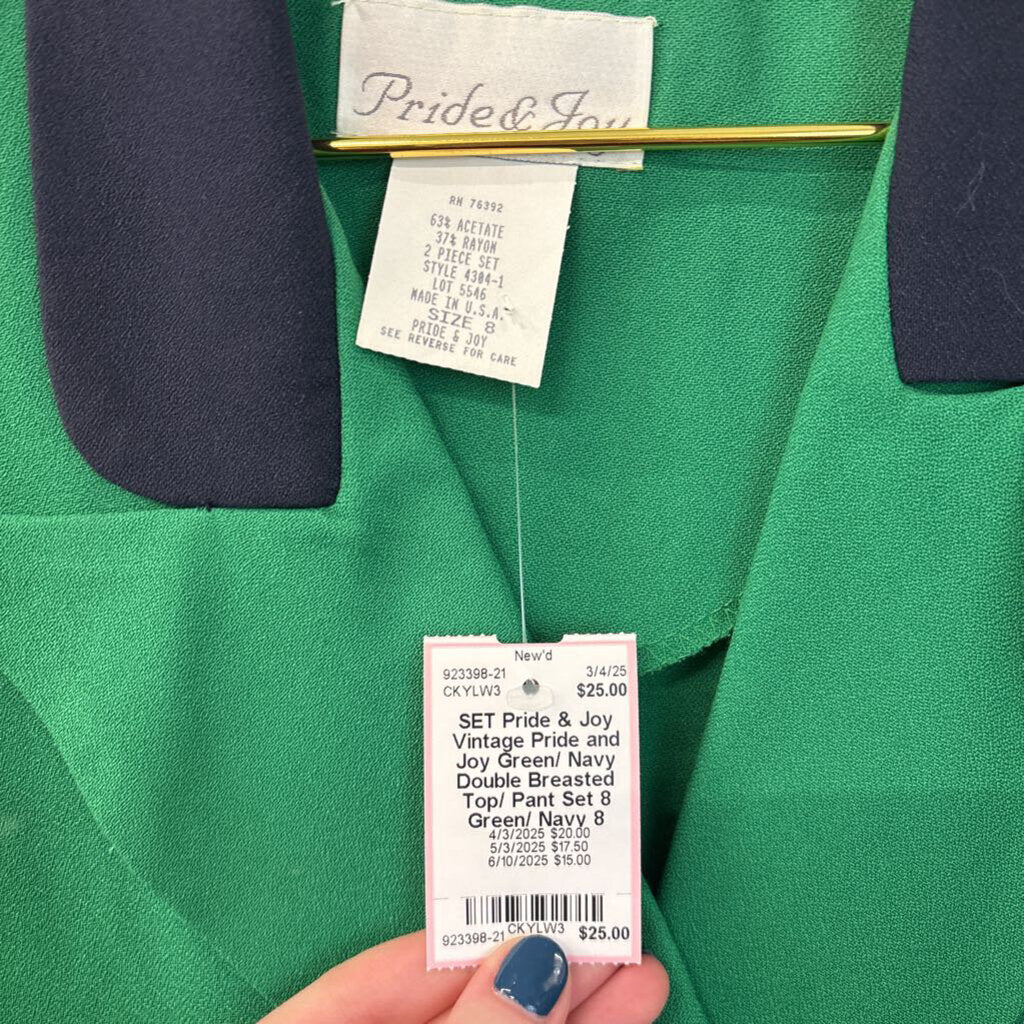 Pride & Joy
RN 76392
63% ACETATE
37% RAYON
2 PIECE SET
STYLE 4304-1
LOT 5546
MADE IN U.S.A.
SIZE 8
PRIDE & JOY
SEE REVERSE FOR CARE
New'd
923398-21 3/4/25
CKYLW3 $25.00
SET Pride & Joy
Vintage Pride and
Joy Green/ Navy
Double Breasted
Top/ Pant Set 8
Green/ Navy 8
4/3/2025 $20.00
5/3/2025 $17.50
6/10/2025 $15.00
923398-21 CKYLW3 $25.00